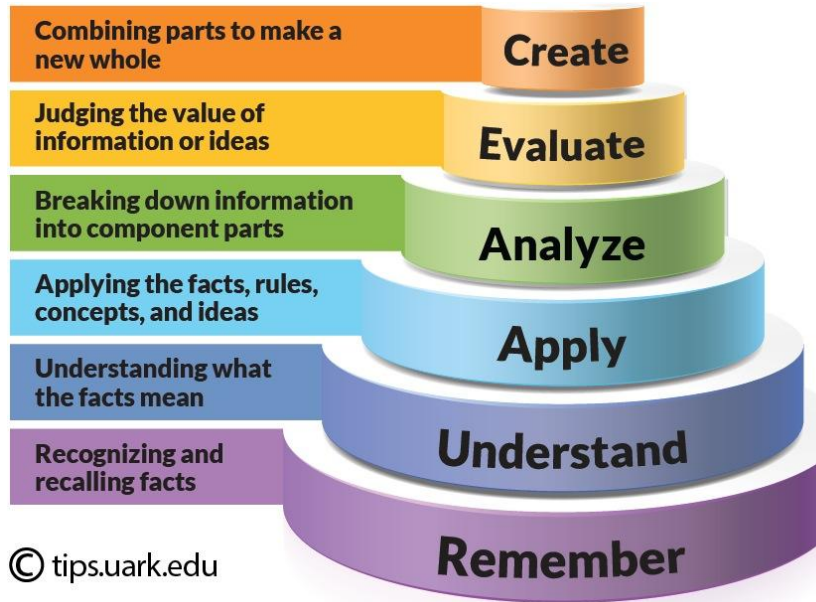 Combining parts to make a
new whole
Create
Judging the value of
information or ideas
Evaluate
Breaking down information
into component parts
Analyze
Applying the facts, rules,
concepts, and ideas
Apply
Understanding what
the facts mean
Understand
Recognizing and
recalling facts
Remember
© tips.uark.edu